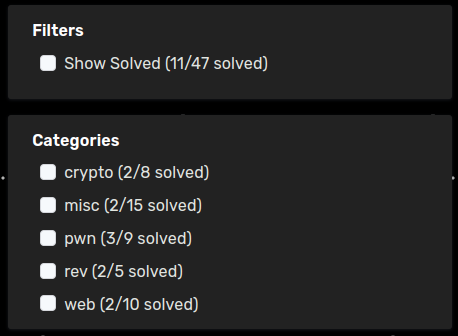 Filters
Show Solved (11/47 solved)
Categories
crypto (2/8 solved)
misc (2/15 solved)
pwn (3/9 solved)
rev (2/5 solved)
web (2/10 solved)